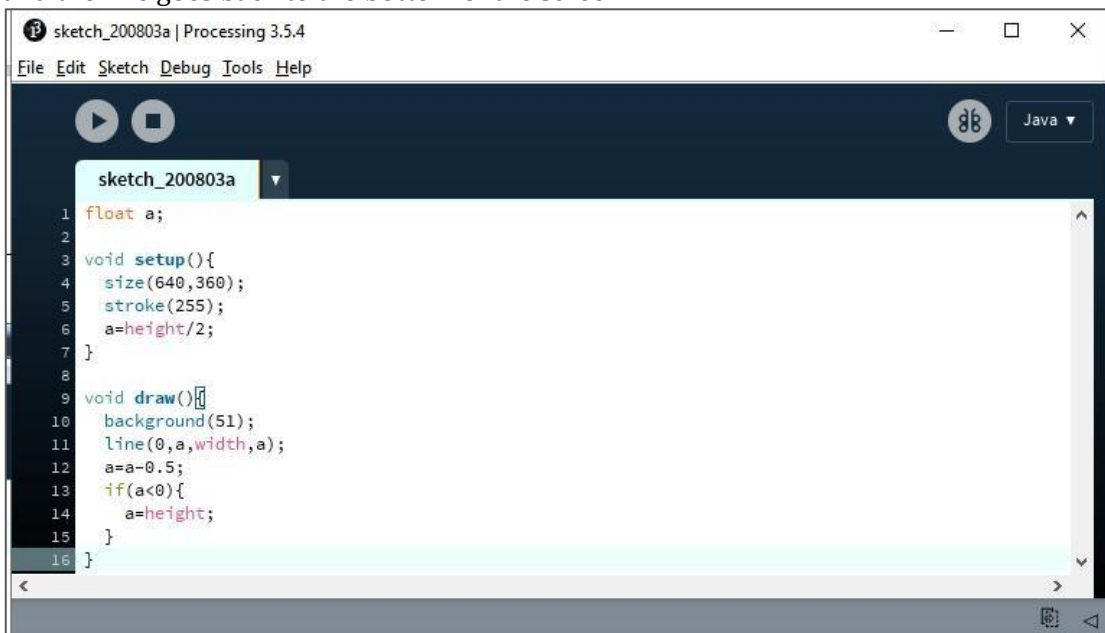 sketch_200803a | Processing 3.5.4
File Edit Sketch Debug Tools Help
Java ▼
sketch_200803a ▼
1 float a;
2
3 void setup(){
4 size(640,360);
5 stroke(255);
6 a=height/2;
7 }
8
9 void draw(){
10 background(51);
11 line(0,a,width,a);
12 a=a-0.5;
13 if(a<0){
14 a=height;
15 }
16 }